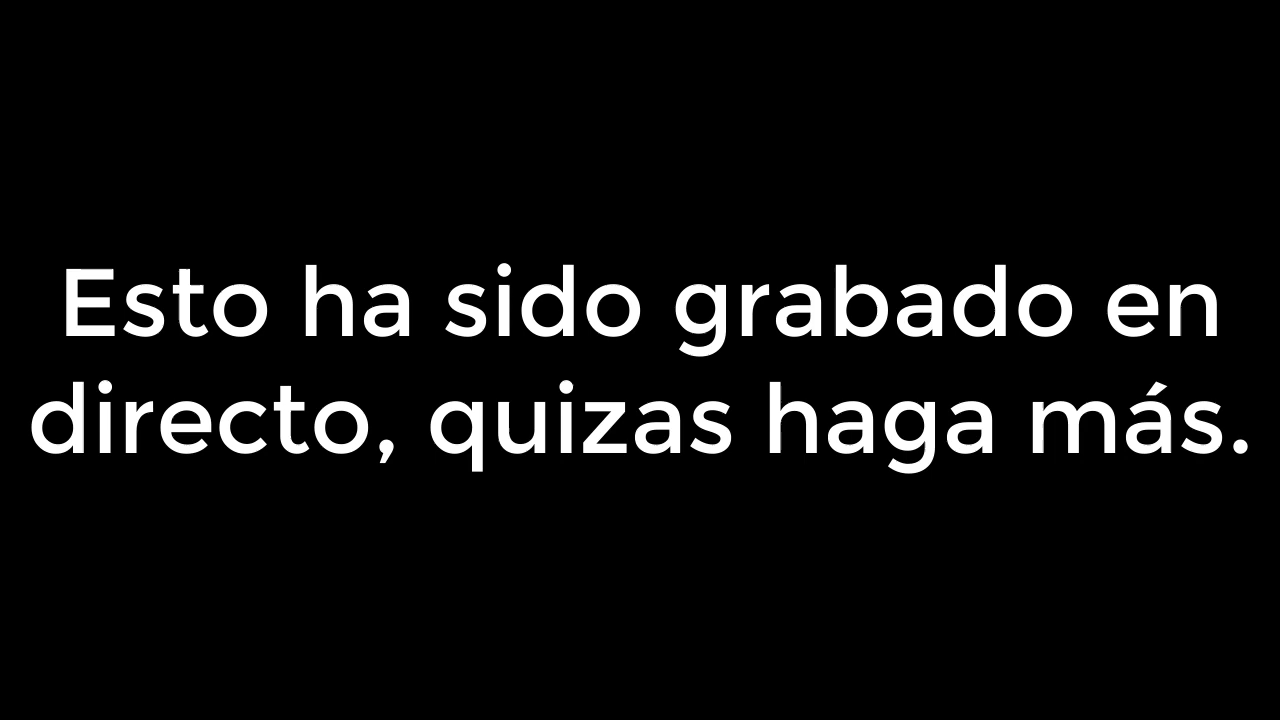 Esto ha sido grabado en
directo, quizas haga más.